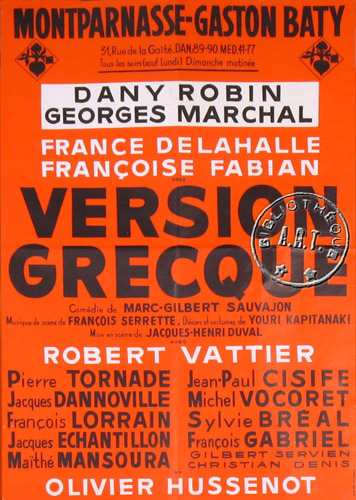 MONTPARNASSE-GASTON BATY
31, Rue de la Gaîté. DAN. 89-90. MED. 41-77
Tous les soirs (sauf Lundi) Dimanche matinée
DANY ROBIN
GEORGES MARCHAL
FRANCE DELAHALLE
FRANÇOISE FABIAN
dans
VERSION
GRECQUE
BIBLIOTHÈQUE
A.R.T.
Comédie de MARC-GILBERT SAUVAJON
Musique de scène de FRANÇOIS SERRETTE. Décors et costumes de YOURI KAPITANAKI
Mise en scène de JACQUES-HENRI DUVAL
avec
ROBERT VATTIER
Pierre TORNADE
Jacques DANNOVILLE
François LORRAIN
Jacques ECHANTILLON
Maïthé MANSOURA
Jean-Paul CISIFE
Michel VOCORET
Sylvie BRÉAL
François GABRIEL
GILBERT SERVIEN
CHRISTIAN DENIS
et
OLIVIER HUSSENOT